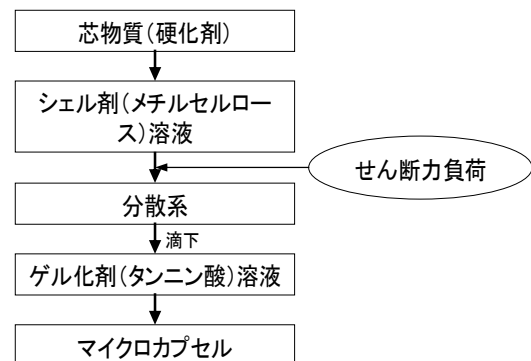 芯物質(硬化剤)
シェル剤(メチルセルロー
ス)溶液
せん断力負荷
分散系
滴下
ゲル化剤(タンニン酸)溶液
マイクロカプセル